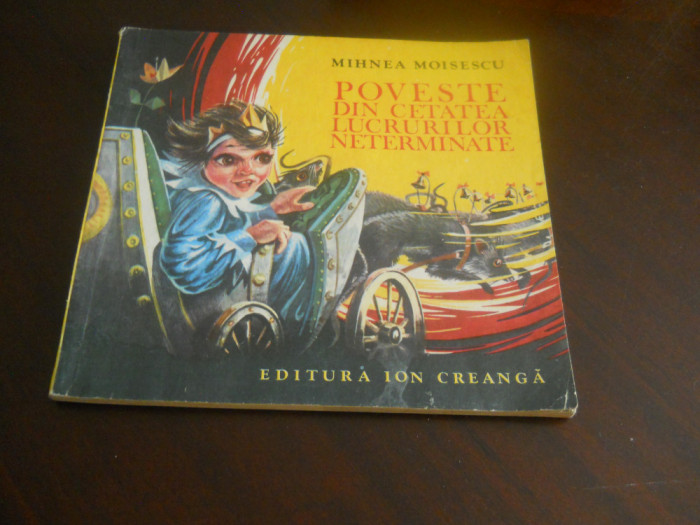 MIHNEA MOISESCU
POVESTE
DIN CETATEA
LUCRURILOR
NETERMINATE
EDITURA ION CREANGĂ